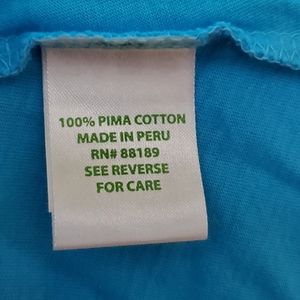 100% PIMA COTTON
MADE IN PERU
RN# 88189
SEE REVERSE
FOR CARE